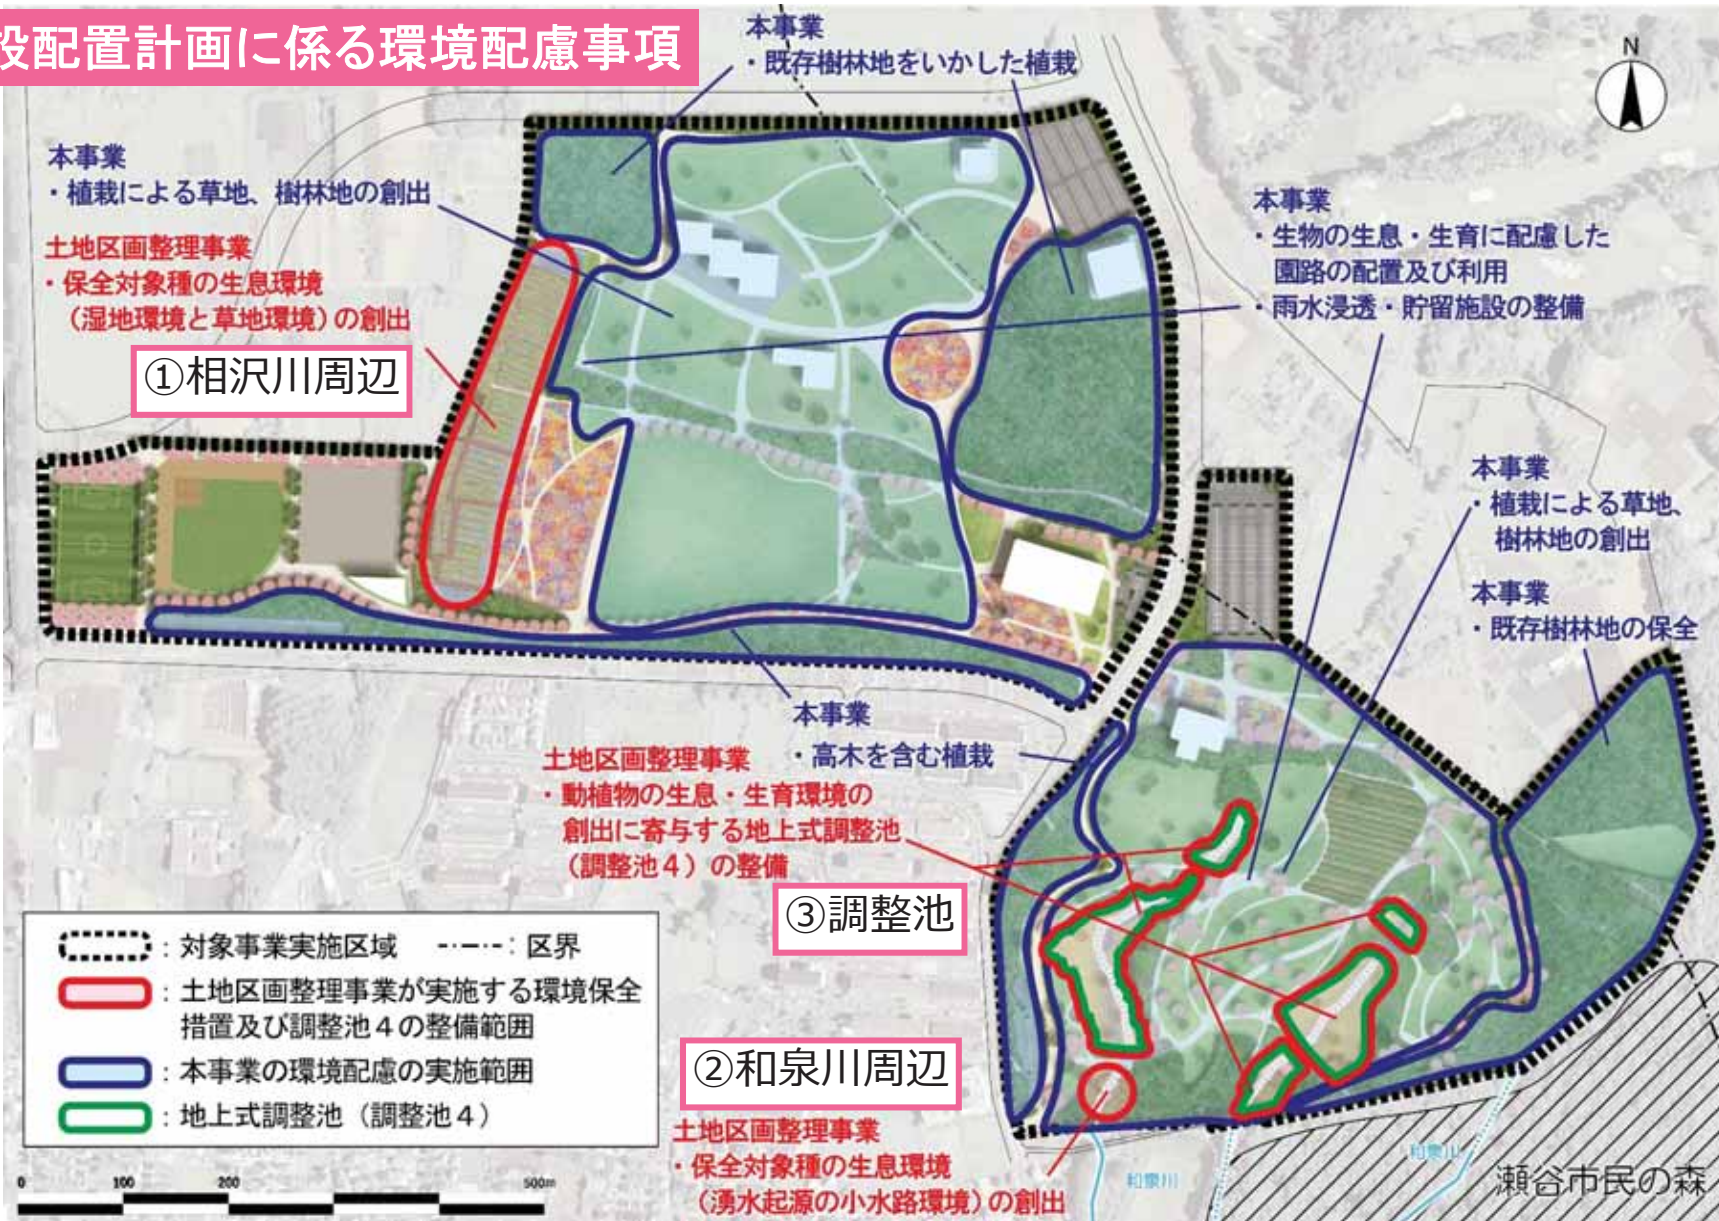 設配置計画に係る環境配慮事項
本事業
・既存樹林地をいかした植栽
N
本事業
・植栽による草地、樹林地の創出
土地区画整理事業
・保全対象種の生息環境
（湿地環境と草地環境）の創出
①相沢川周辺
本事業
・生物の生息・生育に配慮した
園路の配置及び利用
・雨水浸透・貯留施設の整備
本事業
・植栽による草地、
樹林地の創出
本事業
・既存樹林地の保全
本事業
・高木を含む植栽
土地区画整理事業
・動植物の生息・生育環境の
創出に寄与する地上式調整池
（調整池４）の整備
③調整池
②和泉川周辺
土地区画整理事業
・保全対象種の生息環境
（湧水起源の小水路環境）の創出
：対象事業実施区域
：区界
：土地区画整理事業が実施する環境保全
措置及び調整池４の整備範囲
：本事業の環境配慮の実施範囲
：地上式調整池（調整池４）
0 100 200 500m
和泉川
和泉川
瀬谷市民の森